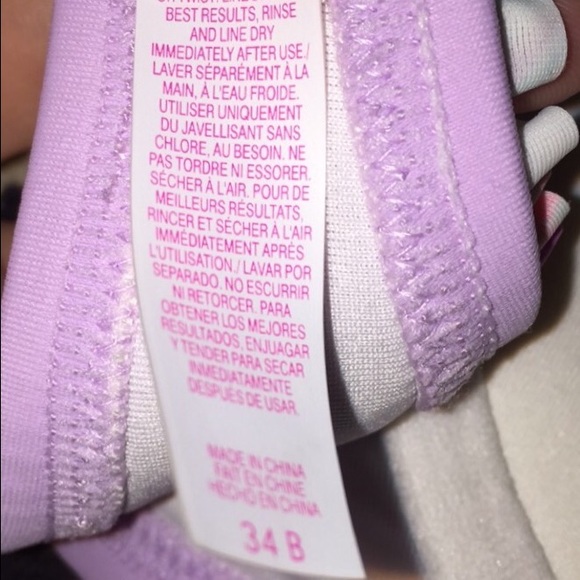 BEST RESULTS, RINSE
AND LINE DRY
IMMEDIATELY AFTER USE./
LAVER SÉPARÉMENT À LA
MAIN, À L'EAU FROIDE.
UTILISER UNIQUEMENT
DU JAVELLISANT SANS
CHLORE, AU BESOIN. NE
PAS TORDRE NI ESSORER.
SÉCHER À L'AIR. POUR DE
MEILLEURS RÉSULTATS,
RINCER ET SÉCHER À L'AIR
IMMÉDIATEMENT APRÈS
L'UTILISATION./ LAVAR POR
SEPARADO. NO ESCURRIR
NI RETORCER. PARA
OBTENER LOS MEJORES
RESULTADOS, ENJUAGAR
Y TENDER PARA SECAR
INMEDIATAMENTE
DESPUÉS DE USAR.
MADE IN CHINA
FAIT EN CHINE
HECHO EN CHINA
34 B